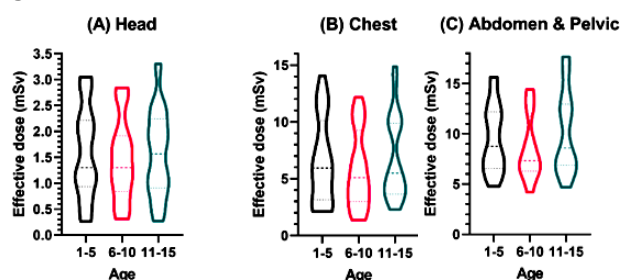 (A) Head
Effective dose (mSv)
3.5
3.0
2.5
2.0
1.5
1.0
0.5
0.0
1-5 6-10 11-15
Age
(B) Chest
Effective dose (mSv)
15
10
5
0
1-5 6-10 11-15
Age
(C) Abdomen & Pelvic
Effective dose (mSv)
15
10
5
0
1-5 6-10 11-15
Age